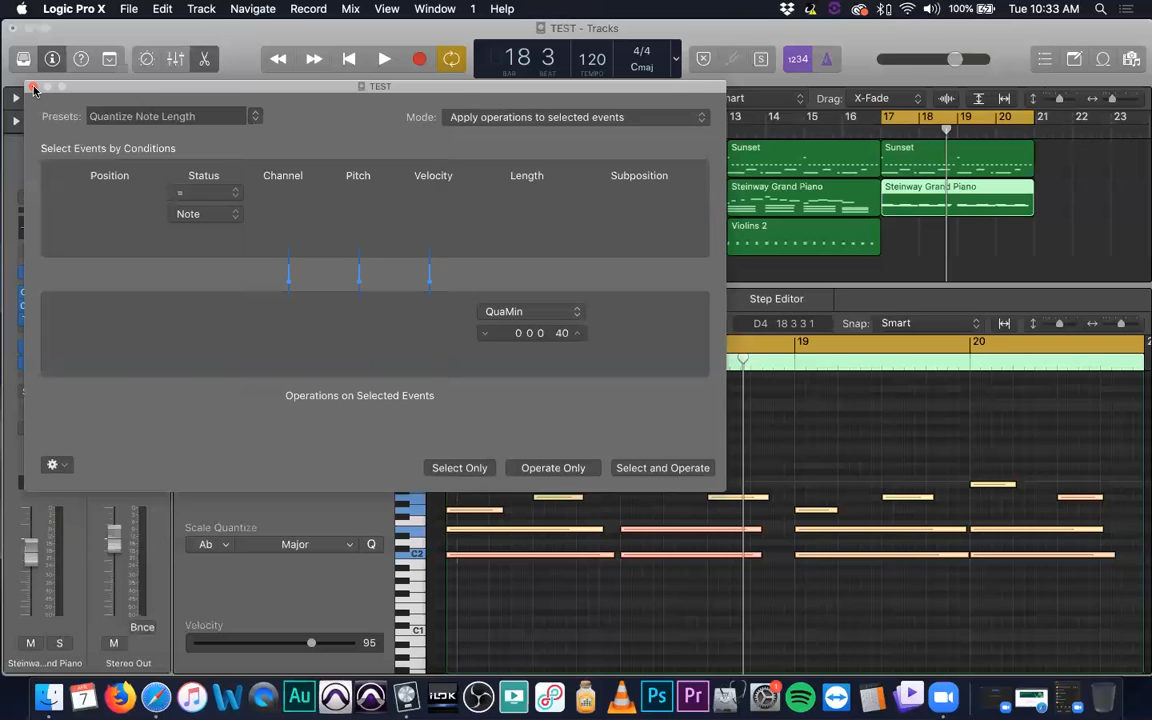 Logic Pro X File Edit Track Navigate Record Mix View Window 1 Help 100% Tue 10:33 AM
TEST - Tracks
18 3 120 4/4 Cmaj
BAR BEAT TEMPO
1234
S
TEST
Presets: Quantize Note Length Mode: Apply operations to selected events
Drag: X-Fade
13 14 15 16 17 18 19 20 21 22 23
Select Events by Conditions
Sunset Sunset
Position Status Channel Pitch Velocity Length Subposition
=
Note
Steinway Grand Piano Steinway Grand Piano
Violins 2
QuaMin
0 0 0 40
Step Editor
D4 18 3 3 1 Snap: Smart
19 20
Operations on Selected Events
Select Only Operate Only Select and Operate
Scale Quantize
Ab Major Q
C2
Velocity
95
C1
Bnce
M S M
Steinwa...nd Piano Stereo Out